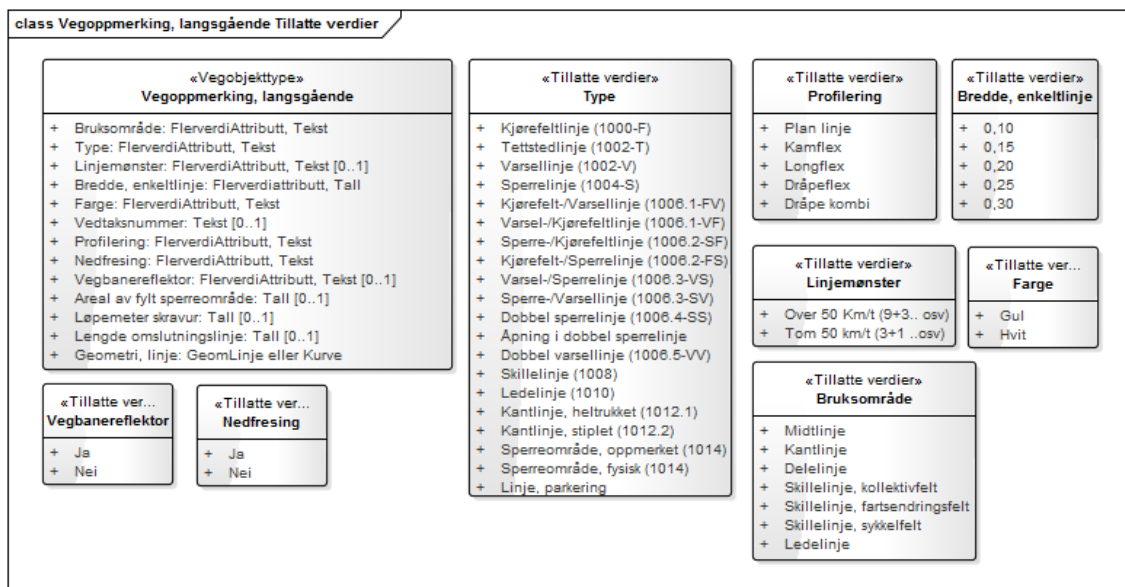 class Vegoppmerking, langsgående Tillatte verdier
«Vegobjekttype»
Vegoppmerking, langsgående
+ Bruksområde: FlerverdiAttributt, Tekst
+ Type: FlerverdiAttributt, Tekst
+ Linjemønster: FlerverdiAttributt, Tekst [0..1]
+ Bredde, enkeltlinje: Flerverdiattributt, Tall
+ Farge: FlerverdiAttributt, Tekst
+ Vedtaksnummer: Tekst [0..1]
+ Profilering: FlerverdiAttributt, Tekst
+ Nedfresing: FlerverdiAttributt, Tekst
+ Vegbanereflektor: FlerverdiAttributt, Tekst [0..1]
+ Areal av fylt sperreområde: Tall [0..1]
+ Løpemeter skravur: Tall [0..1]
+ Lengde omslutningslinje: Tall [0..1]
+ Geometri, linje: GeomLinje eller Kurve
«Tillatte ver...
Vegbanereflektor
+ Ja
+ Nei
«Tillatte ver...
Nedfresing
+ Ja
+ Nei
«Tillatte verdier»
Type
+ Kjørefeltlinje (1000-F)
+ Tettstedlinje (1002-T)
+ Varsellinje (1002-V)
+ Sperrelinje (1004-S)
+ Kjørefelt-/Varsellinje (1006.1-FV)
+ Varsel-/Kjørefeltlinje (1006.1-VF)
+ Sperre-/Kjørefeltlinje (1006.2-SF)
+ Kjørefelt-/Sperrelinje (1006.2-FS)
+ Varsel-/Sperrelinje (1006.3-VS)
+ Sperre-/Varsellinje (1006.3-SV)
+ Dobbel sperrelinje (1006.4-SS)
+ Åpning i dobbel sperrelinje
+ Dobbel varsellinje (1006.5-VV)
+ Skillelinje (1008)
+ Ledelinje (1010)
+ Kantlinje, heltrukket (1012.1)
+ Kantlinje, stiplet (1012.2)
+ Sperreområde, oppmerket (1014)
+ Sperreområde, fysisk (1014)
+ Linje, parkering
«Tillatte verdier»
Profilering
+ Plan linje
+ Kamflex
+ Longflex
+ Dråpeflex
+ Dråpe kombi
«Tillatte verdier»
Bredde, enkeltlinje
+ 0,10
+ 0,15
+ 0,20
+ 0,25
+ 0,30
«Tillatte verdier»
Linjemønster
+ Over 50 Km/t (9+3.. osv)
+ Tom 50 km/t (3+1 ..osv)
«Tillatte ver...
Farge
+ Gul
+ Hvit
«Tillatte verdier»
Bruksområde
+ Midtlinje
+ Kantlinje
+ Delelinje
+ Skillelinje, kollektivfelt
+ Skillelinje, fartsendringsfelt
+ Skillelinje, sykkelfelt
+ Ledelinje